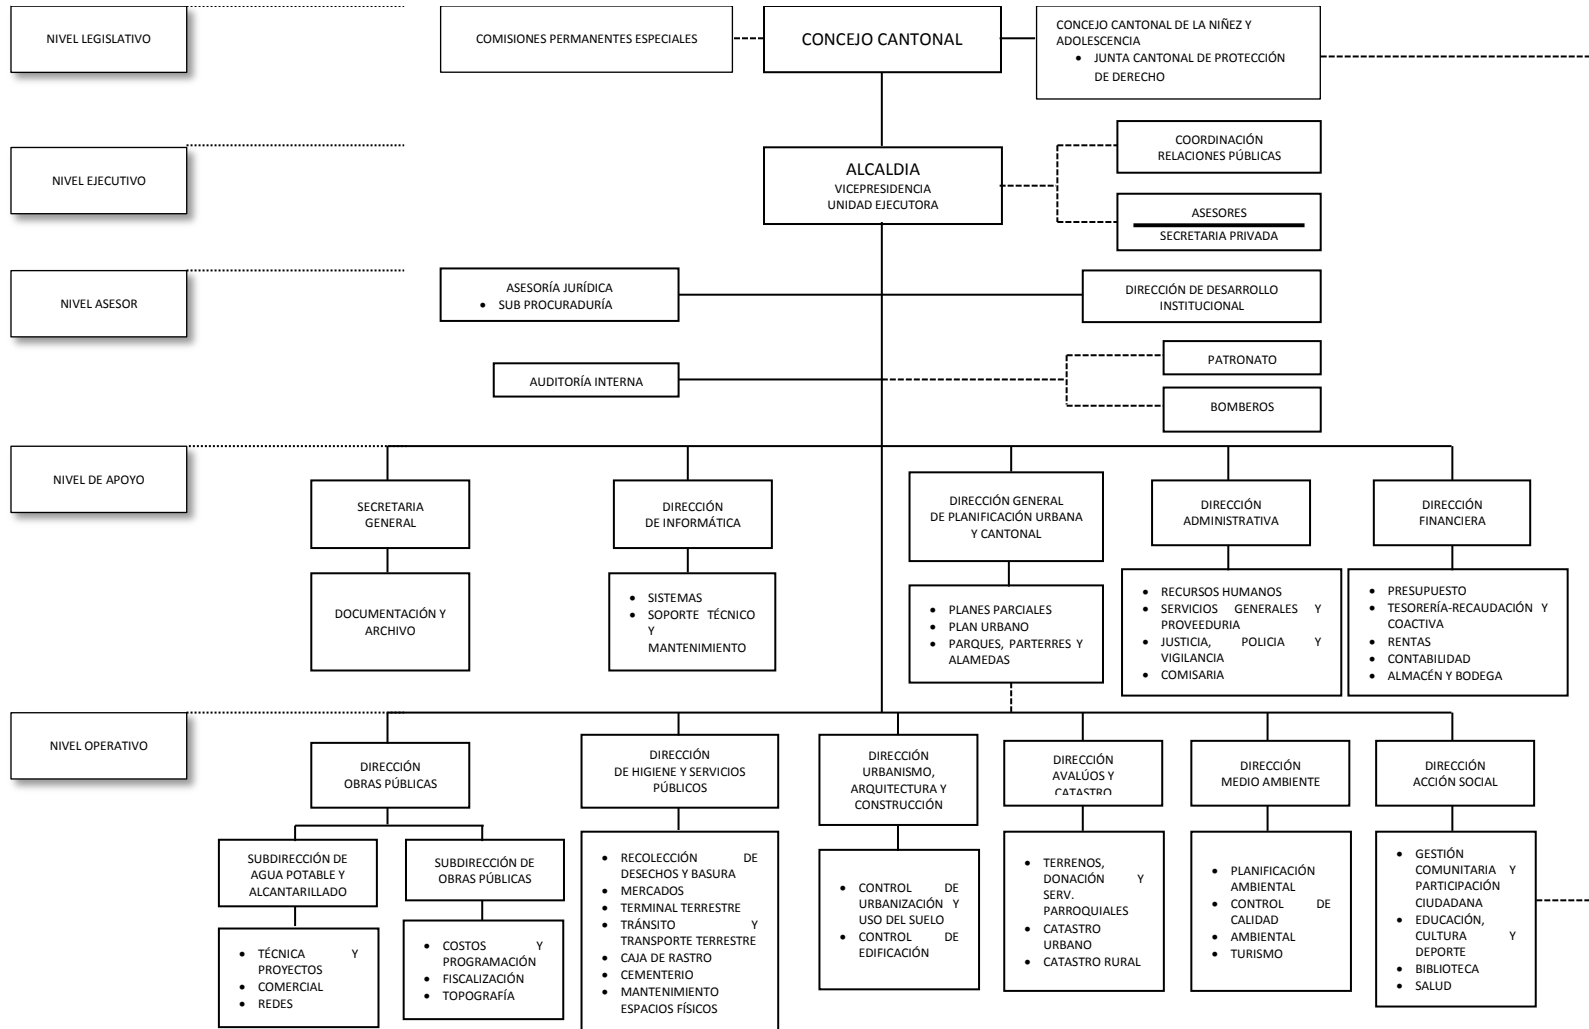 NIVEL LEGISLATIVO
COMISIONES PERMANENTES ESPECIALES
CONCEJO CANTONAL
CONCEJO CANTONAL DE LA NIÑEZ Y
ADOLESCENCIA
• JUNTA CANTONAL DE PROTECCIÓN
DE DERECHO
NIVEL EJECUTIVO
ALCALDIA
VICEPRESIDENCIA
UNIDAD EJECUTORA
COORDINACIÓN
RELACIONES PÚBLICAS
ASESORES
SECRETARIA PRIVADA
NIVEL ASESOR
ASESORÍA JURÍDICA
• SUB PROCURADURÍA
DIRECCIÓN DE DESARROLLO
INSTITUCIONAL
AUDITORÍA INTERNA
PATRONATO
BOMBEROS
NIVEL DE APOYO
SECRETARIA
GENERAL
DIRECCIÓN
DE INFORMÁTICA
DIRECCIÓN GENERAL
DE PLANIFICACIÓN URBANA
Y CANTONAL
DIRECCIÓN
ADMINISTRATIVA
DIRECCIÓN
FINANCIERA
DOCUMENTACIÓN Y
ARCHIVO
• SISTEMAS
• SOPORTE TÉCNICO
Y
MANTENIMIENTO
• PLANES PARCIALES
• PLAN URBANO
• PARQUES, PARTERRES Y
ALAMEDAS
• RECURSOS HUMANOS
• SERVICIOS GENERALES Y
PROVEEDURIA
• JUSTICIA, POLICIA Y
VIGILANCIA
• COMISARIA
• PRESUPUESTO
• TESORERÍA-RECAUDACIÓN Y
COACTIVA
• RENTAS
• CONTABILIDAD
• ALMACÉN Y BODEGA
NIVEL OPERATIVO
DIRECCIÓN
OBRAS PÚBLICAS
DIRECCIÓN
DE HIGIENE Y SERVICIOS
PÚBLICOS
DIRECCIÓN
URBANISMO,
ARQUITECTURA Y
CONSTRUCCIÓN
DIRECCIÓN
AVALÚOS Y
CATASTRO
DIRECCIÓN
MEDIO AMBIENTE
DIRECCIÓN
ACCIÓN SOCIAL
SUBDIRECCIÓN DE
AGUA POTABLE Y
ALCANTARILLADO
SUBDIRECCIÓN DE
OBRAS PÚBLICAS
• TÉCNICA Y
PROYECTOS
• COMERCIAL
• REDES
• COSTOS Y
PROGRAMACIÓN
• FISCALIZACIÓN
• TOPOGRAFÍA
• RECOLECCIÓN DE
DESECHOS Y BASURA
• MERCADOS
• TERMINAL TERRESTRE
• TRÁNSITO Y
TRANSPORTE TERRESTRE
• CAJA DE RASTRO
• CEMENTERIO
• MANTENIMIENTO
ESPACIOS FÍSICOS
• CONTROL DE
URBANIZACIÓN Y
USO DEL SUELO
• CONTROL DE
EDIFICACIÓN
• TERRENOS,
DONACIÓN Y
SERV.
PARROQUIALES
• CATASTRO
URBANO
• CATASTRO RURAL
• PLANIFICACIÓN
AMBIENTAL
• CONTROL DE
CALIDAD
• AMBIENTAL
• TURISMO
• GESTIÓN
COMUNITARIA Y
PARTICIPACIÓN
CIUDADANA
• EDUCACIÓN,
CULTURA Y
DEPORTE
• BIBLIOTECA
• SALUD